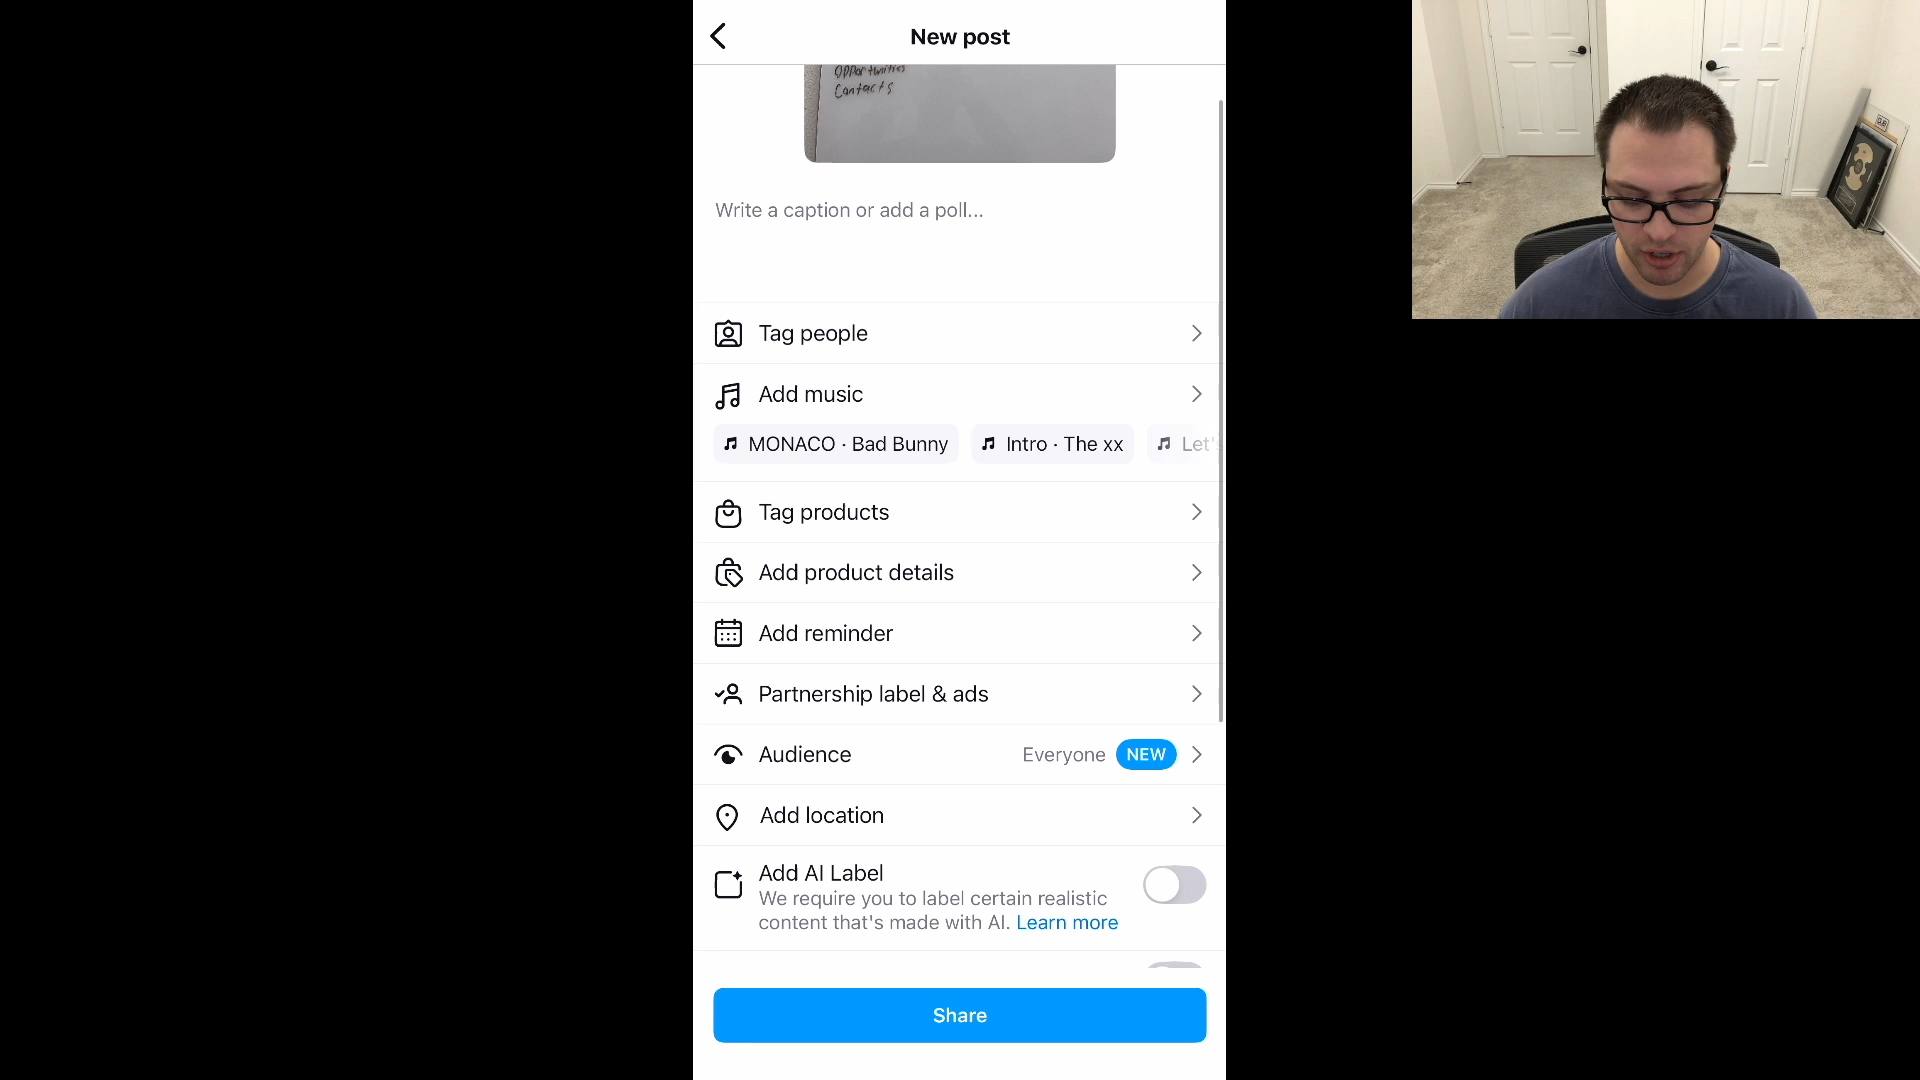 New post
Opportunities
Contacts
Write a caption or add a poll...
Tag people
Add music
MONACO · Bad Bunny
Intro · The xx
Let's
Tag products
Add product details
Add reminder
Partnership label & ads
Audience
Everyone
NEW
Add location
Add AI Label
We require you to label certain realistic
content that's made with AI. Learn more
Share